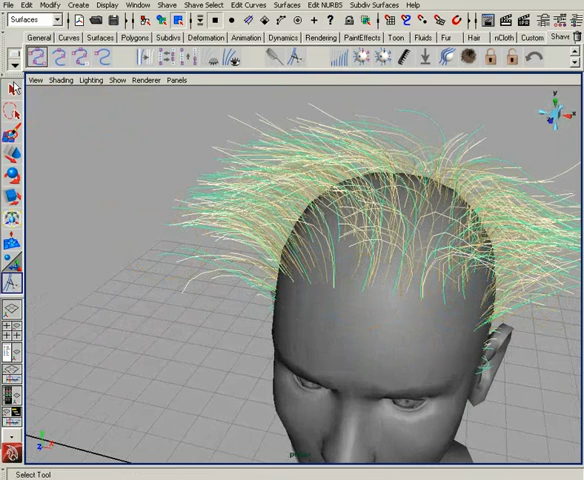 File Edit Modify Create Display Window Shave Shave Select Edit Curves Surfaces Edit NURBS Subdiv Surfaces Help
Surfaces
General Curves Surfaces Polygons Subdivs Deformation Animation Dynamics Rendering PaintEffects Toon Fluids Fur Hair nCloth Custom Shave
View Shading Lighting Show Renderer Panels
y
x
z
Select Tool